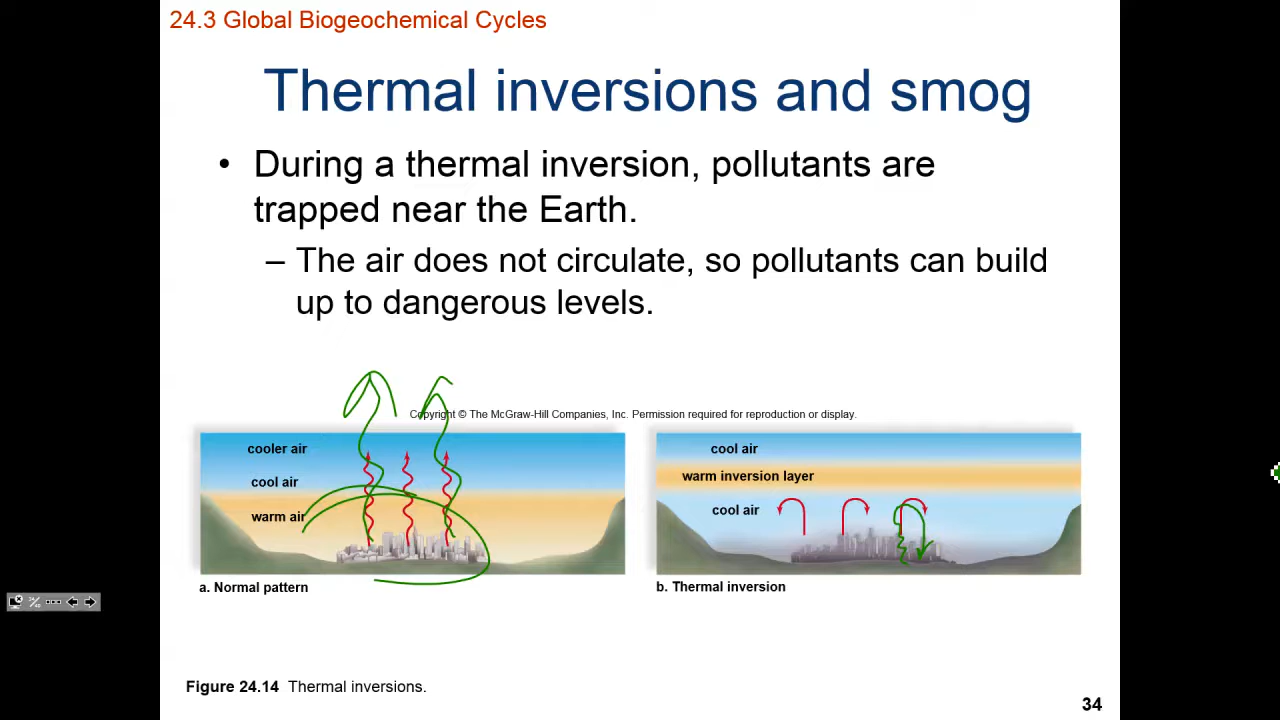 24.3 Global Biogeochemical Cycles
Thermal inversions and smog
• During a thermal inversion, pollutants are
trapped near the Earth.
– The air does not circulate, so pollutants can build
up to dangerous levels.
Copyright © The McGraw-Hill Companies, Inc. Permission required for reproduction or display.
cooler air
cool air
warm air
a. Normal pattern
cool air
warm inversion layer
cool air
b. Thermal inversion
Figure 24.14 Thermal inversions.
34